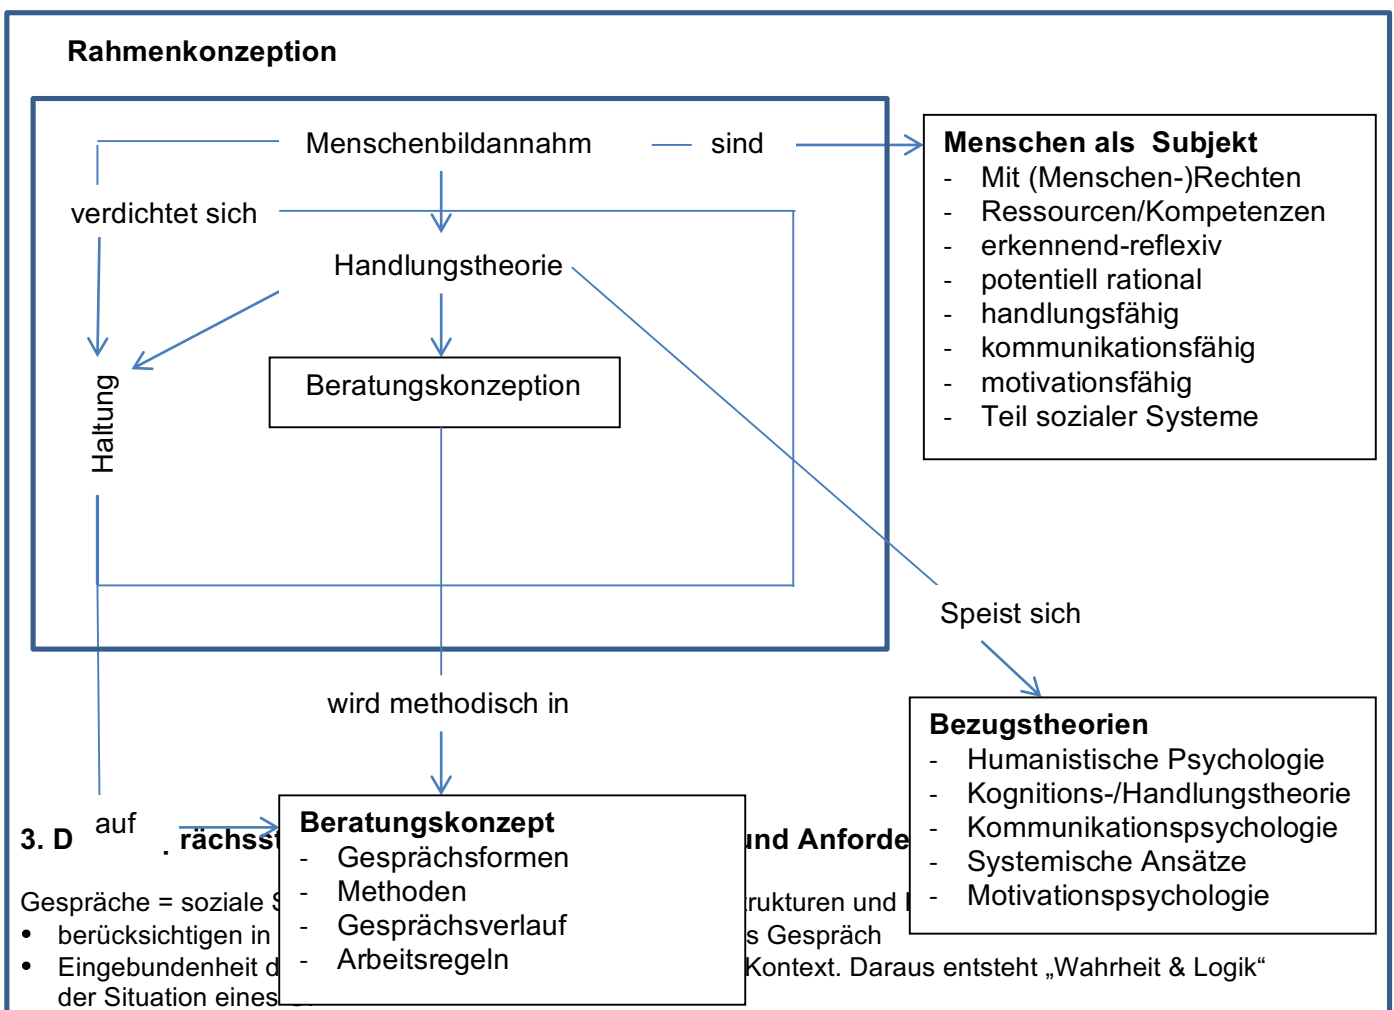 Rahmenkonzeption
Menschenbildannahm
sind
verdichtet sich
Handlungstheorie
Beratungskonzeption
Haltung
Menschen als Subjekt
- Mit (Menschen-)Rechten
- Ressourcen/Kompetenzen
- erkennend-reflexiv
- potentiell rational
- handlungsfähig
- kommunikationsfähig
- motivationsfähig
- Teil sozialer Systeme
Speist sich
wird methodisch in
Bezugstheorien
- Humanistische Psychologie
- Kognitions-/Handlungstheorie
- Kommunikationspsychologie
- Systemische Ansätze
- Motivationspsychologie
auf
Beratungskonzept
- Gesprächsformen
- Methoden
- Gesprächsverlauf
- Arbeitsregeln
3. D rächsst und Anforde
Gespräche = soziale S trukturen und
• berücksichtigen in s Gespräch
• Eingebundenheit d Kontext. Daraus entsteht „Wahrheit & Logik“
der Situation eines